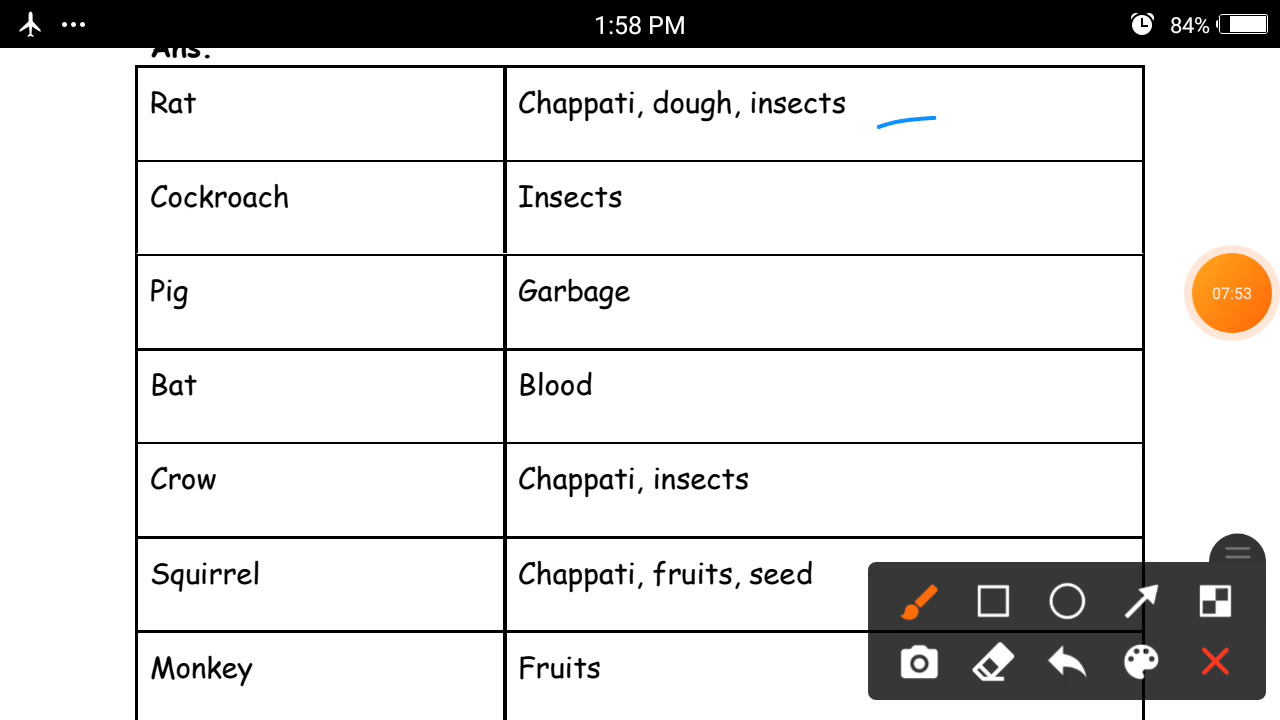 1:58 PM
84%
Ans:
Rat
Chappati, dough, insects
Cockroach
Insects
Pig
Garbage
07:53
Bat
Blood
Crow
Chappati, insects
Squirrel
Chappati, fruits, seed
Monkey
Fruits